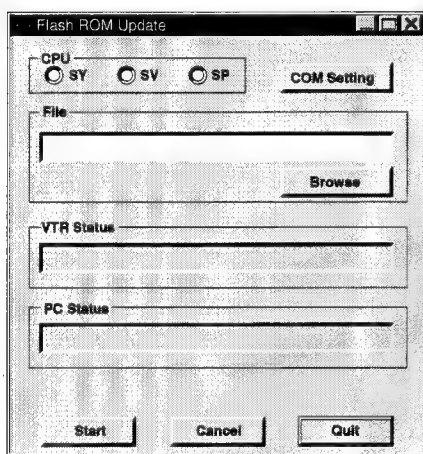 Flash ROM Update
CPU
SY SV SP
COM Setting
File
Browse
VTR Status
PC Status
Start Cancel Quit